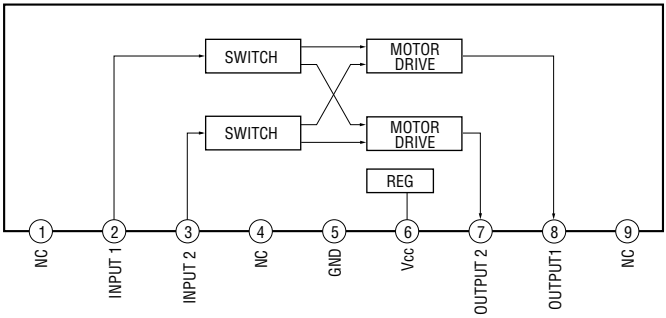 SWITCH
MOTOR
DRIVE
SWITCH
MOTOR
DRIVE
REG
1
2
3
4
5
6
7
8
9
NC
INPUT 1
INPUT 2
NC
GND
Vcc
OUTPUT 2
OUTPUT1
NC